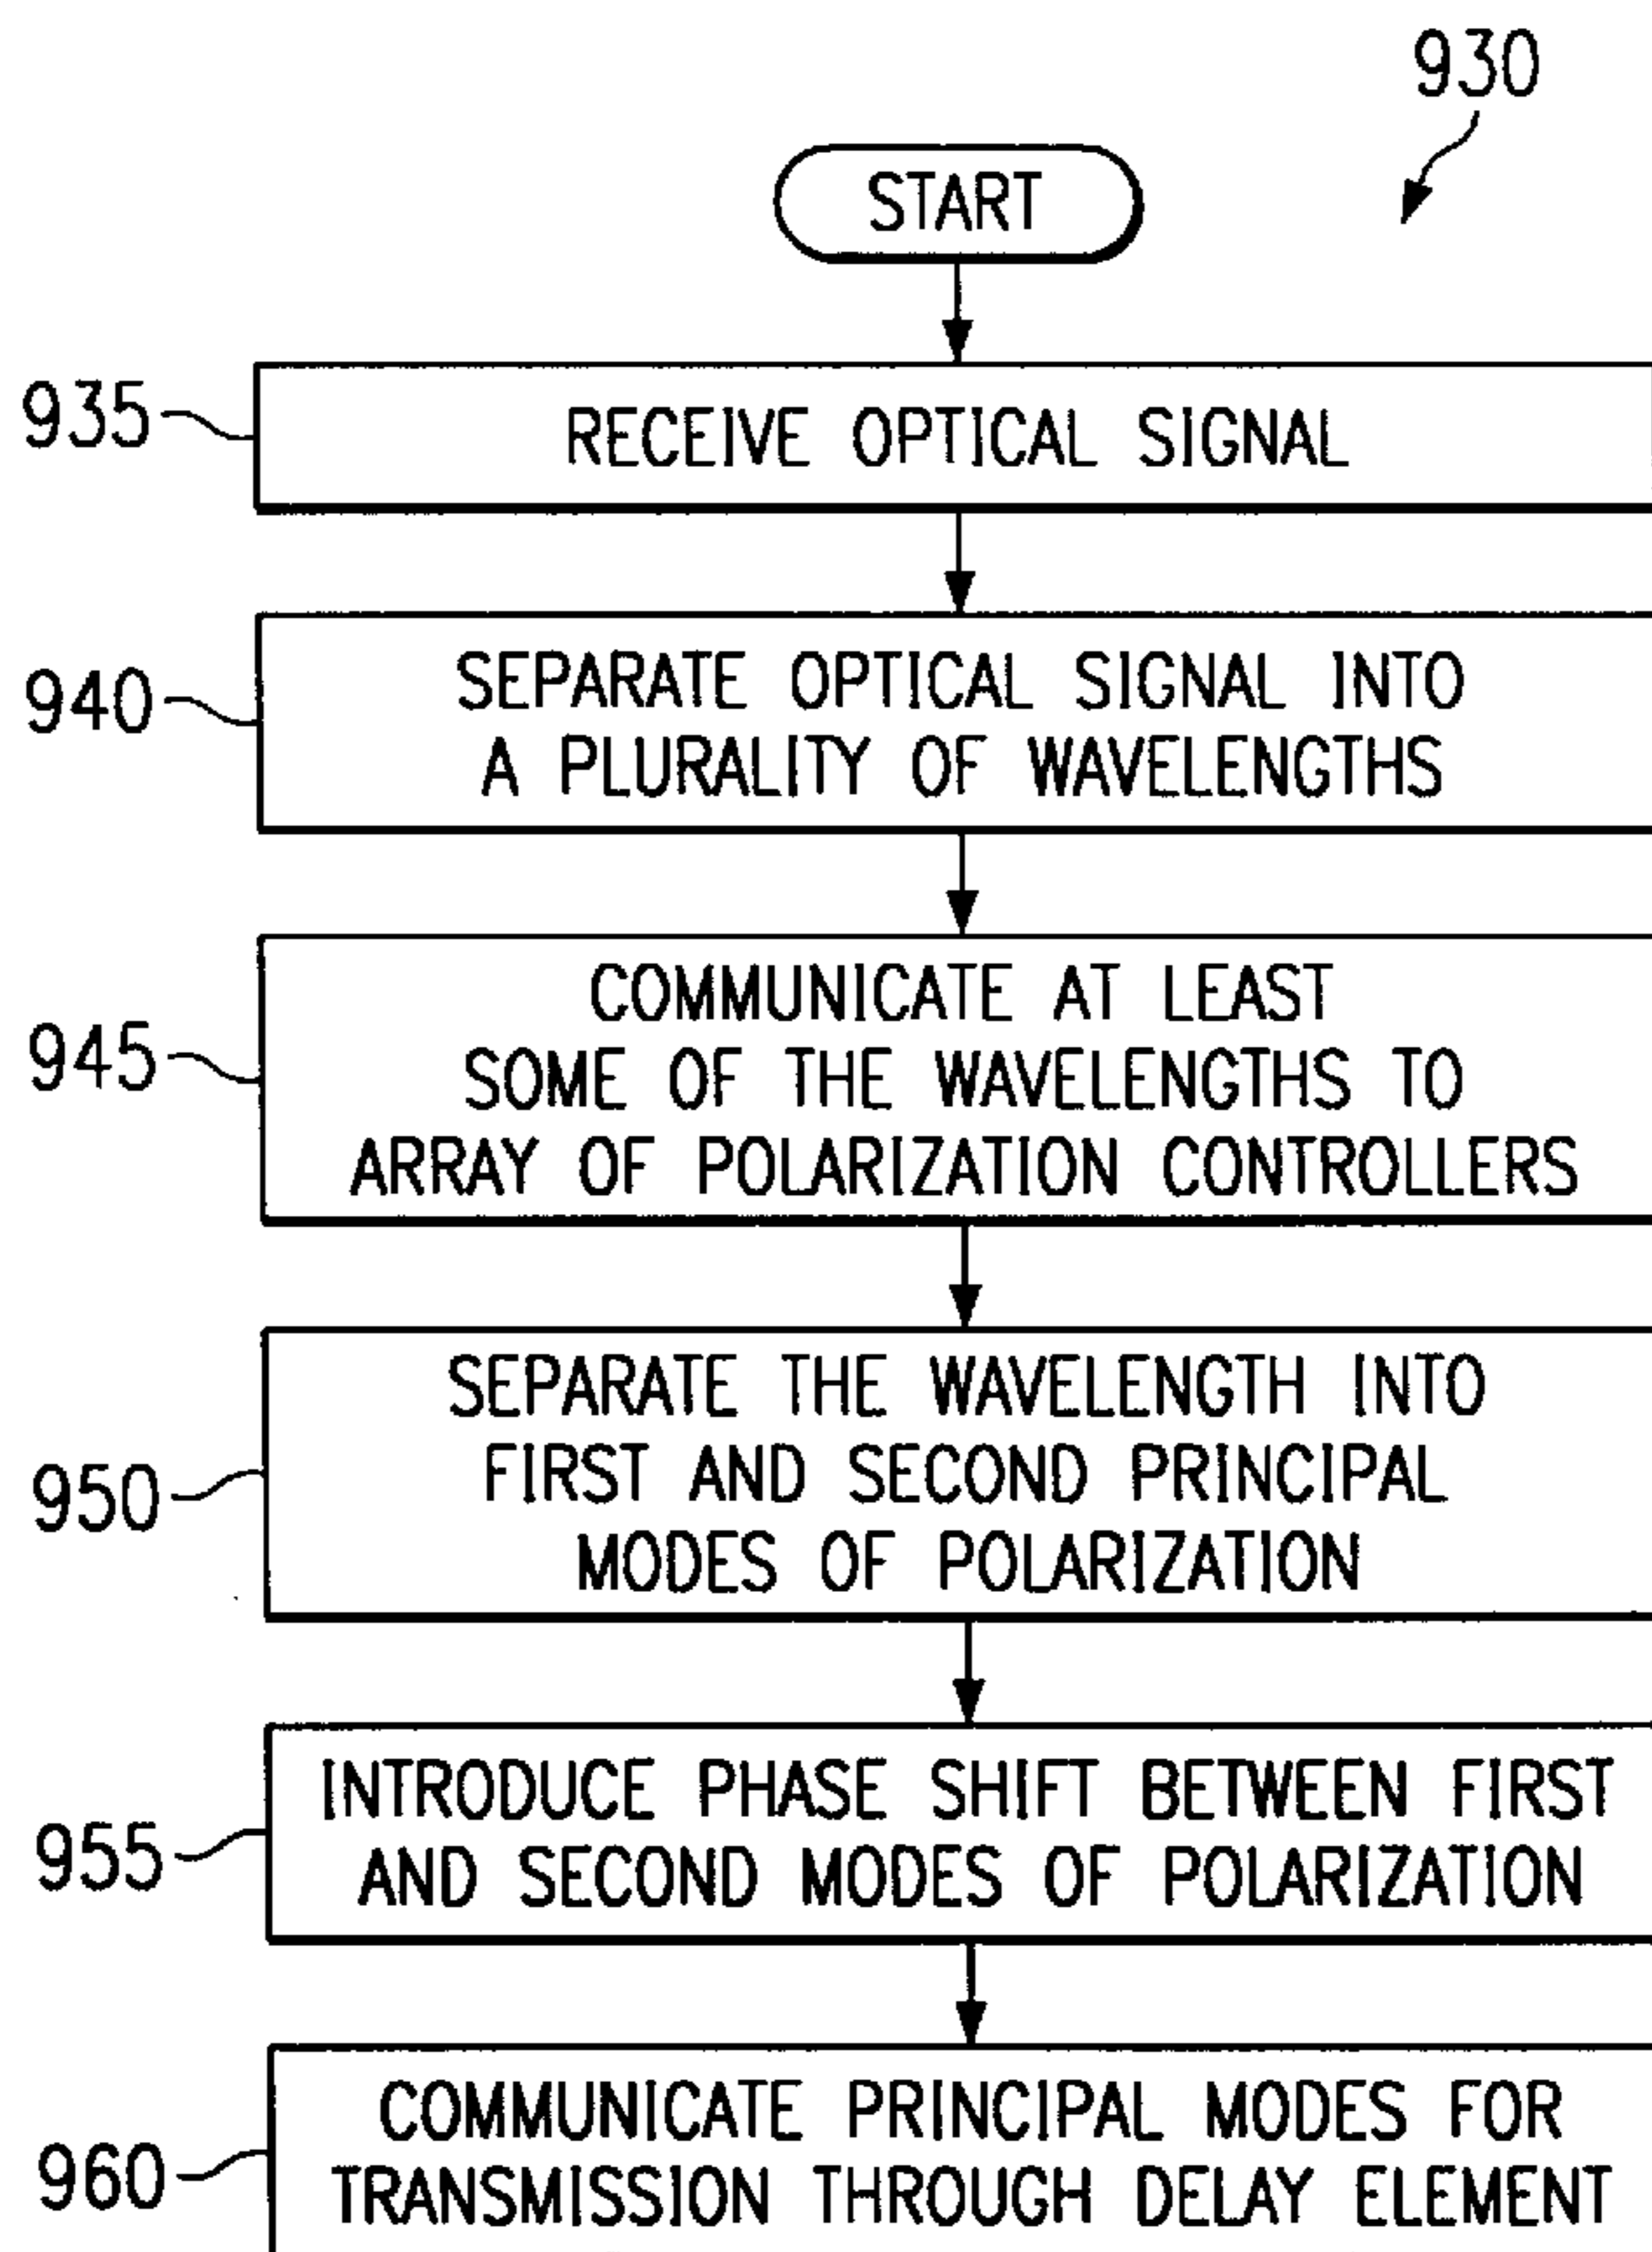 930
START
935
RECEIVE OPTICAL SIGNAL
940
SEPARATE OPTICAL SIGNAL INTO
A PLURALITY OF WAVELENGTHS
945
COMMUNICATE AT LEAST
SOME OF THE WAVELENGTHS TO
ARRAY OF POLARIZATION CONTROLLERS
950
SEPARATE THE WAVELENGTH INTO
FIRST AND SECOND PRINCIPAL
MODES OF POLARIZATION
955
INTRODUCE PHASE SHIFT BETWEEN FIRST
AND SECOND MODES OF POLARIZATION
960
COMMUNICATE PRINCIPAL MODES FOR
TRANSMISSION THROUGH DELAY ELEMENT